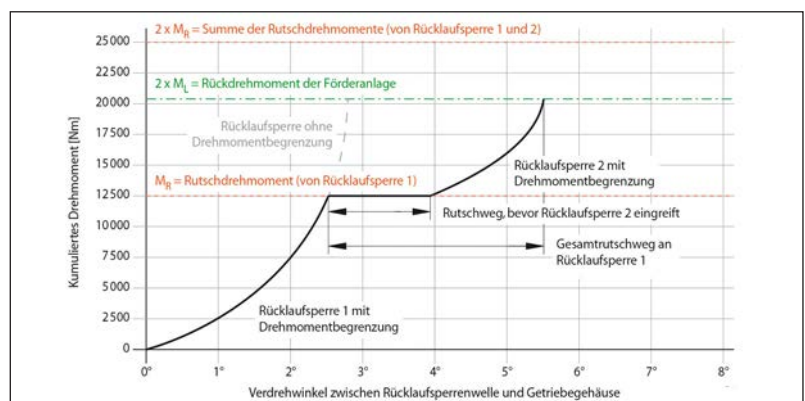 2 x M_R = Summe der Rutschdrehmomente (von Rücklaufsperre 1 und 2)
25000
22500
2 x M_L = Rückdrehmoment der Förderanlage
20000
17500
Rücklaufsperre ohne
Drehmomentbegrenzung
15000
Rücklaufsperre 2 mit
Drehmomentbegrenzung
M_R = Rutschdrehmoment (von Rücklaufsperre 1)
12500
Rutschweg, bevor Rücklaufsperre 2 eingreift
10000
Gesamtrutschweg an
Rücklaufsperre 1
7500
5000
Rücklaufsperre 1 mit
Drehmomentbegrenzung
2500
0
Kumuliertes Drehmoment [Nm]
0° 1° 2° 3° 4° 5° 6° 7° 8°
Verdrehwinkel zwischen Rücklaufsperrenwelle und Getriebegehäuse